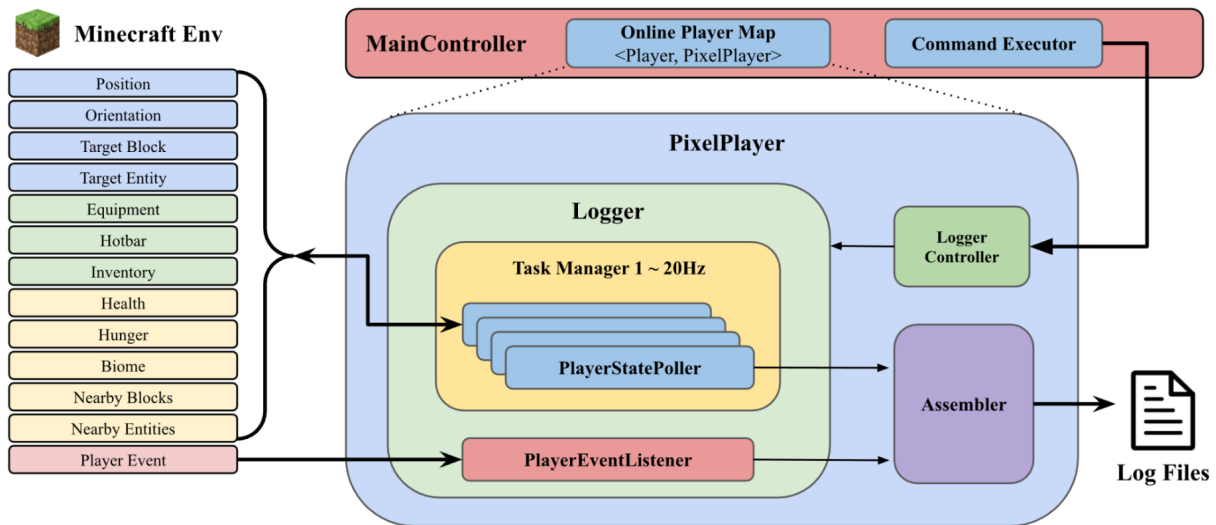 Minecraft Env
Position
Orientation
Target Block
Target Entity
Equipment
Hotbar
Inventory
Health
Hunger
Biome
Nearby Blocks
Nearby Entities
Player Event
MainController
Online Player Map
<Player, PixelPlayer>
Command Executor
PixelPlayer
Logger
Task Manager 1 ~ 20Hz
PlayerStatePoller
PlayerEventListener
Logger
Controller
Assembler
Log Files